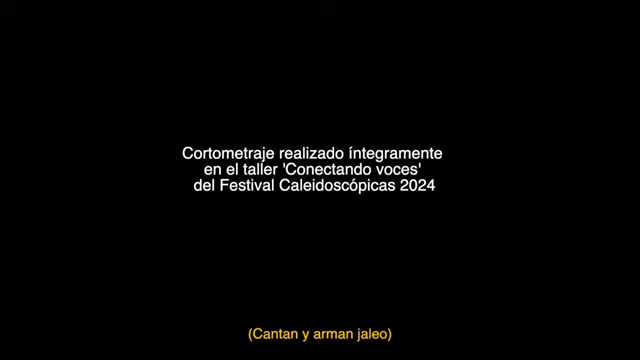 Cortometraje realizado íntegramente
en el taller 'Conectando voces'
del Festival Caleidoscópicas 2024
(Cantan y arman jaleo)